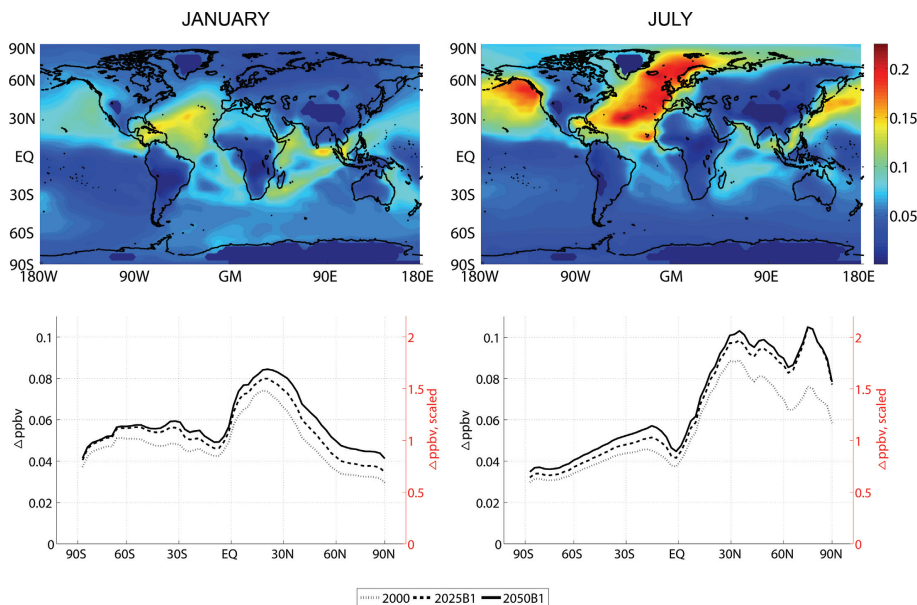 JANUARY
JULY
90N
60N
30N
EQ
30S
60S
90S
180W
90W
GM
90E
180E
90N
60N
30N
EQ
30S
60S
90S
180W
90W
GM
90E
180E
0.2
0.15
0.1
0.05
0.1
0.08
0.06
0.04
0.02
0
△ppbv
90S
60S
30S
EQ
30N
60N
90N
2
1.5
1
0.5
0
△ppbv, scaled
0.1
0.08
0.06
0.04
0.02
0
△ppbv
90S
60S
30S
EQ
30N
60N
90N
2
1.5
1
0.5
0
△ppbv, scaled
2000 2025B1 2050B1